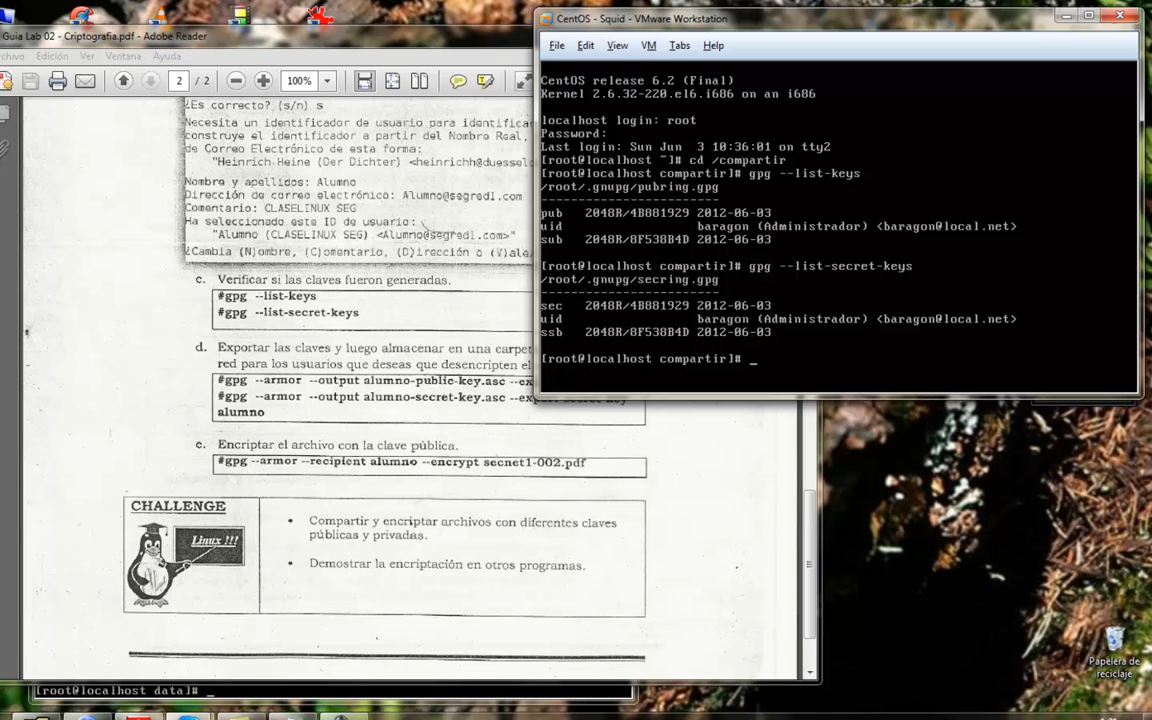 Guia Lab 02 - Criptografia.pdf - Adobe Reader
Edición Ver Ventana Ayuda
2 / 2 100%
¿Es correcto? (s/n) s
Necesita un identificador de usuario para identificar
construye el identificador a partir del Nombre Real,
de Correo Electrónico de esta forma:
"Heinrich Heine (Der Dichter) <heinrichh@duesseld
Nombre y apellidos: Alumno
Dirección de correo electrónico: Alumno@segred1.com
Comentario: CLASELINUX SEG
Ha seleccionado este ID de usuario:
"Alumno (CLASELINUX SEG) <Alumno@segred1.com>"
¿Cambia (N)ombre, (C)omentario, (D)irección o (V)ale
c. Verificar si las claves fueron generadas.
#gpg --list-keys
#gpg --list-secret-keys
d. Exportar las claves y luego almacenar en una carpet
red para los usuarios que deseas que desencripten el
#gpg --armor --output alumno-public-key.asc --ex
#gpg --armor --output alumno-secret-key.asc
alumno
e. Encriptar el archivo con la clave pública.
#gpg --armor --recipient alumno --encrypt secnet1-002.pdf
CHALLENGE
Linux !!!
• Compartir y encriptar archivos con diferentes claves
públicas y privadas.
• Demostrar la encriptación en otros programas.
[root@localhost data]# _
CentOS - Squid - VMware Workstation
File Edit View VM Tabs Help
CentOS release 6.2 (Final)
Kernel 2.6.32-220.el6.i686 on an i686
localhost login: root
Password:
Last login: Sun Jun 3 10:36:01 on tty2
[root@localhost ~]# cd /compartir
[root@localhost compartir]# gpg --list-keys
/root/.gnupg/pubring.gpg
------------------------
pub 2048R/4B881929 2012-06-03
uid baragon (Administrador) <baragon@local.net>
sub 2048R/8F538B4D 2012-06-03
[root@localhost compartir]# gpg --list-secret-keys
/root/.gnupg/secring.gpg
------------------------
sec 2048R/4B881929 2012-06-03
uid baragon (Administrador) <baragon@local.net>
ssb 2048R/8F538B4D 2012-06-03
[root@localhost compartir]# _
Papelera de
reciclaje